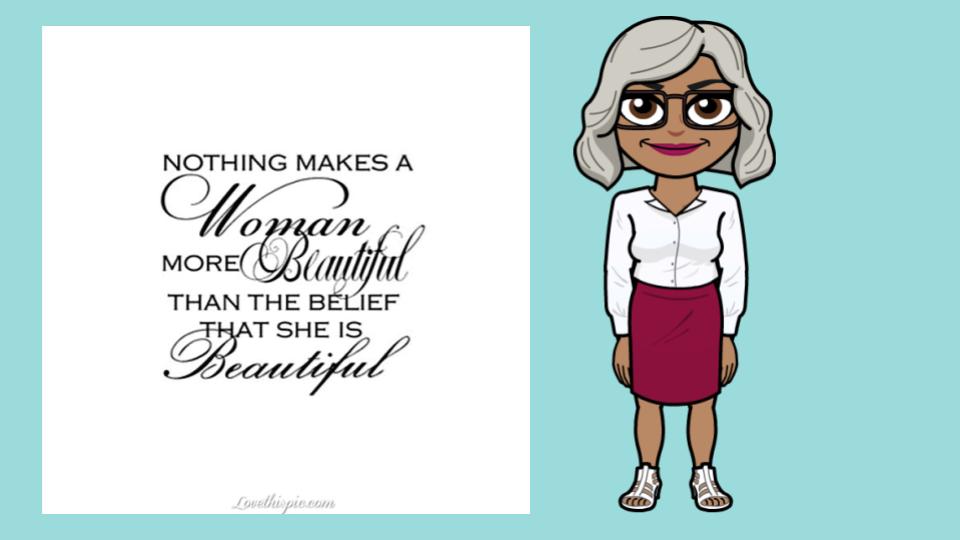 NOTHING MAKES A
Woman
MORE Beautiful
THAN THE BELIEF
THAT SHE IS
Beautiful
Lovethispic.com